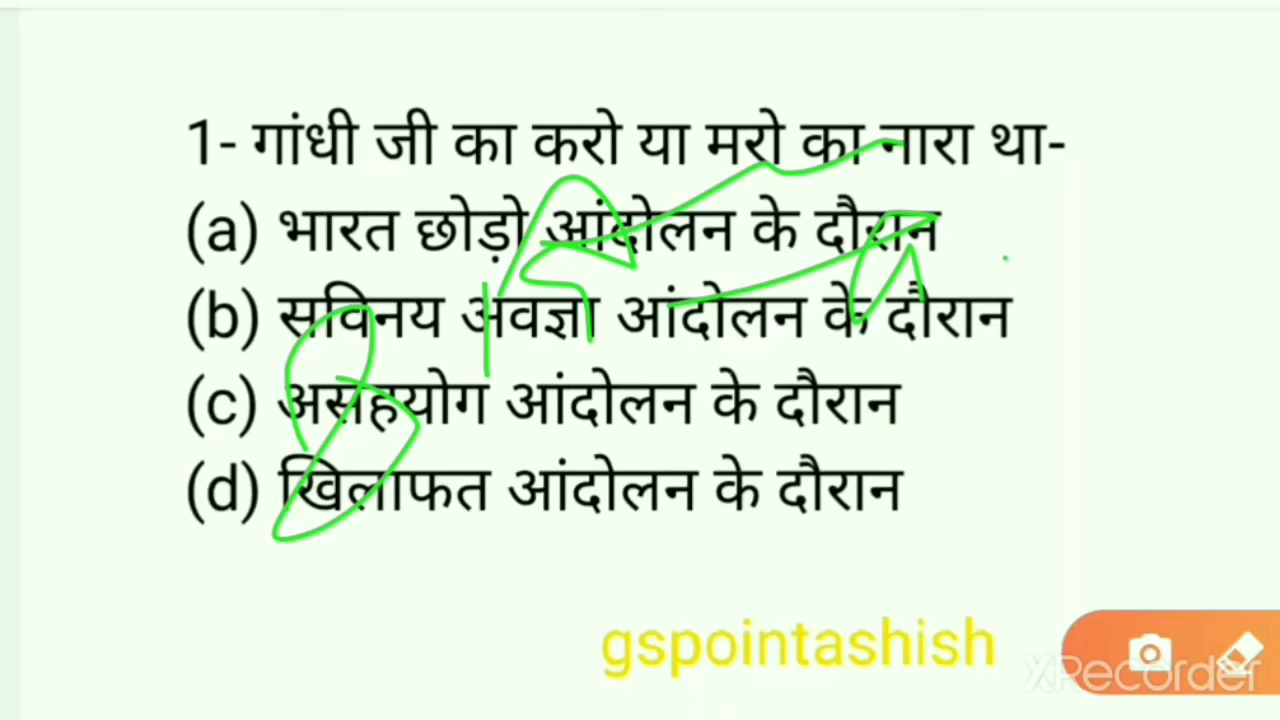 1- गांधी जी का करो या मरो का नारा था-
(a) भारत छोड़ो आंदोलन के दौरान
(b) सविनय अवज्ञा आंदोलन के दौरान
(c) असहयोग आंदोलन के दौरान
(d) खिलाफत आंदोलन के दौरान
gspointashish
XRecorder